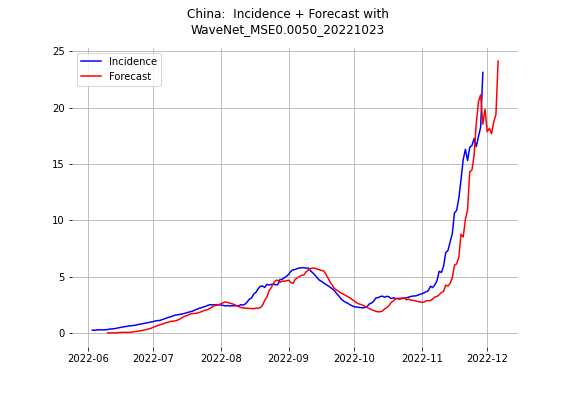 China:  Incidence + Forecast with
WaveNet_MSE0.0050_20221023
25
Incidence
Forecast
20
15
10
5
0
2022-06 2022-07 2022-08 2022-09 2022-10 2022-11 2022-12